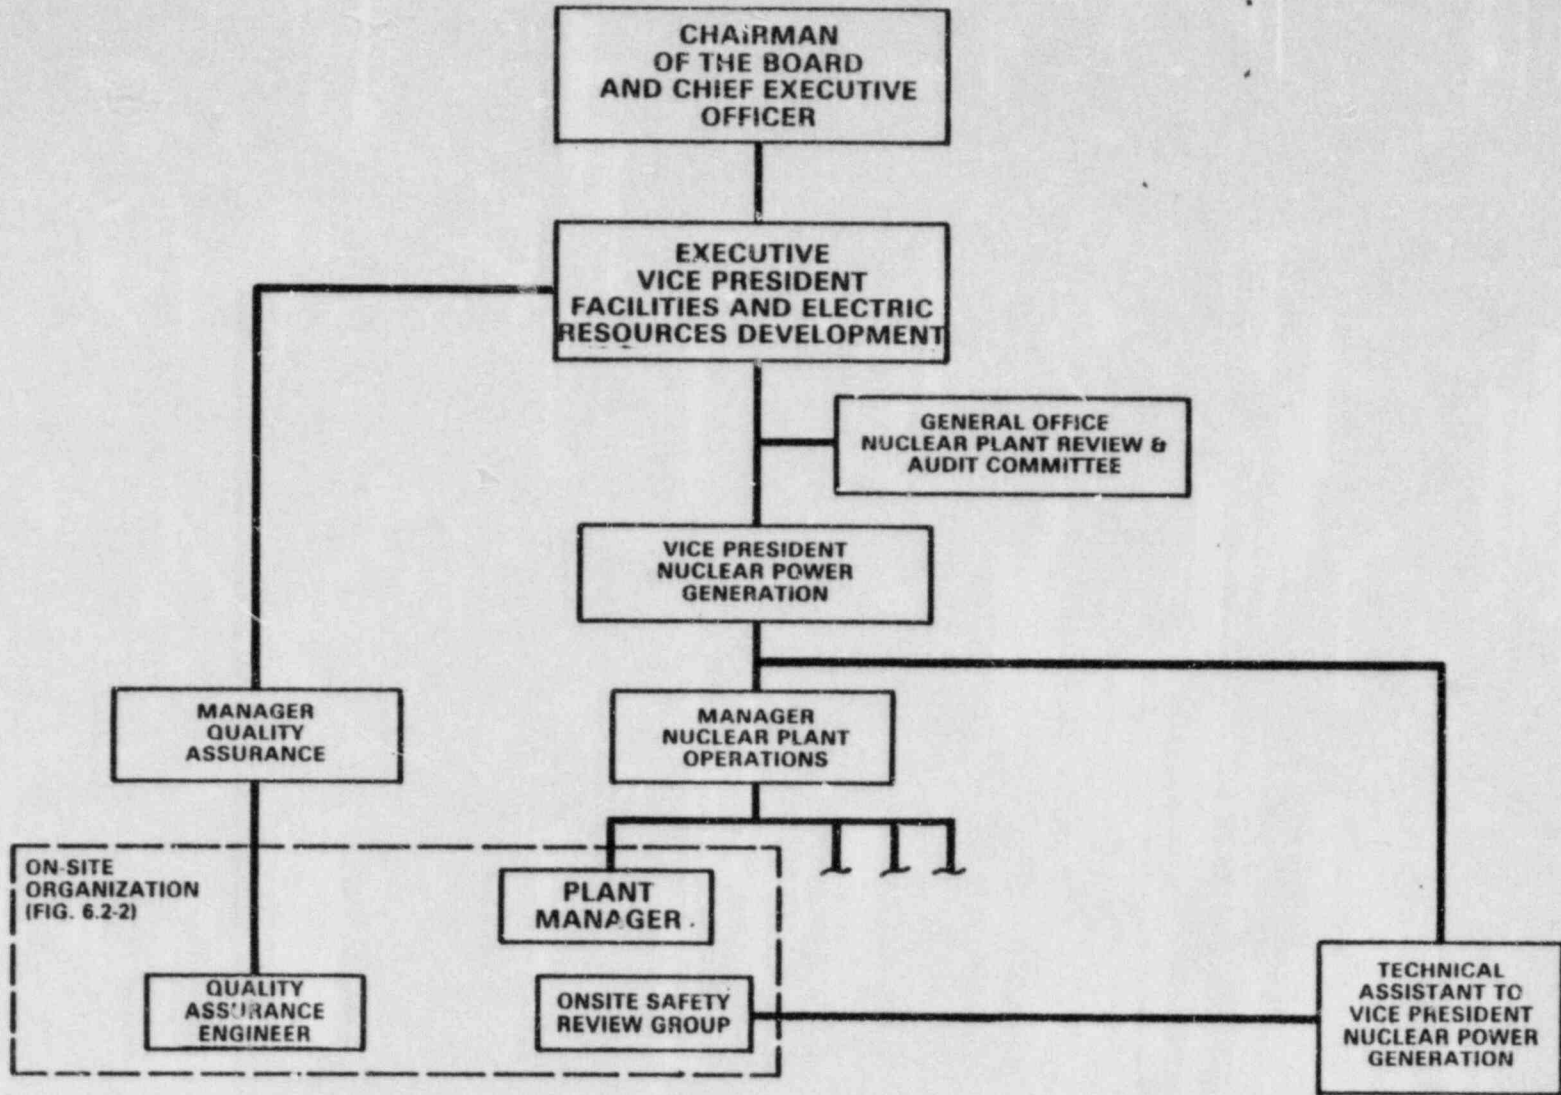 CHAIRMAN
OF THE BOARD
AND CHIEF EXECUTIVE
OFFICER
EXECUTIVE
VICE PRESIDENT
FACILITIES AND ELECTRIC
RESOURCES DEVELOPMENT
GENERAL OFFICE
NUCLEAR PLANT REVIEW &
AUDIT COMMITTEE
VICE PRESIDENT
NUCLEAR POWER
GENERATION
MANAGER
QUALITY
ASSURANCE
MANAGER
NUCLEAR PLANT
OPERATIONS
ON-SITE
ORGANIZATION
(FIG. 6.2-2)
PLANT
MANAGER
QUALITY
ASSURANCE
ENGINEER
ONSITE SAFETY
REVIEW GROUP
TECHNICAL
ASSISTANT TO
VICE PRESIDENT
NUCLEAR POWER
GENERATION